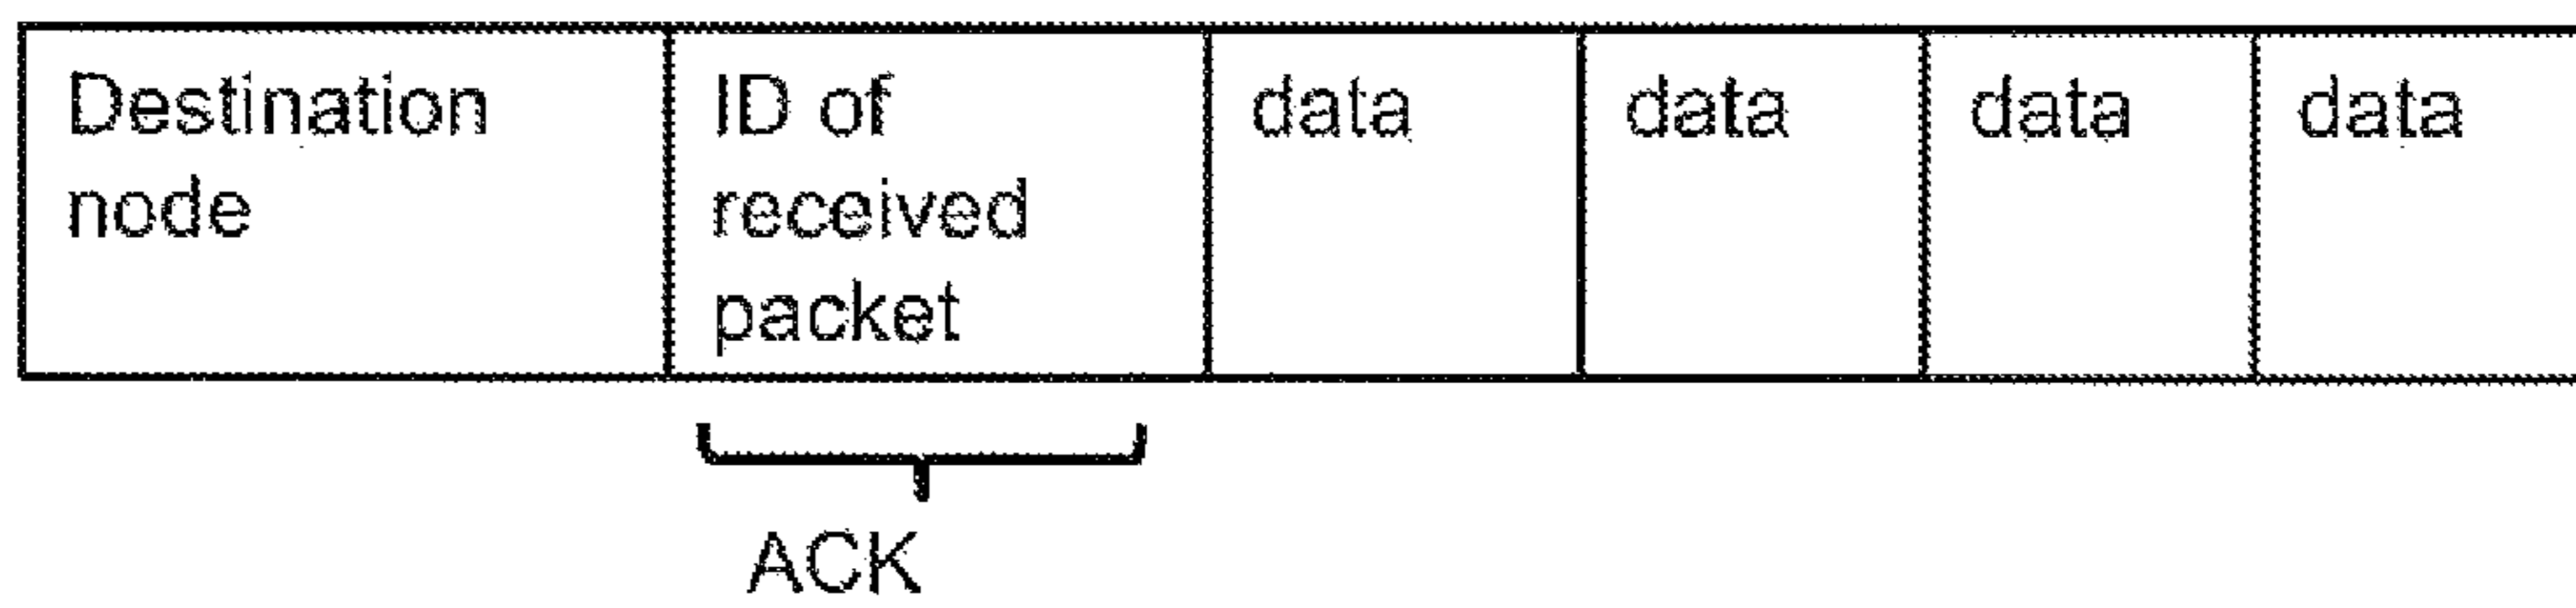 Destination
node
ID of
received
packet
data
data
data
data
ACK